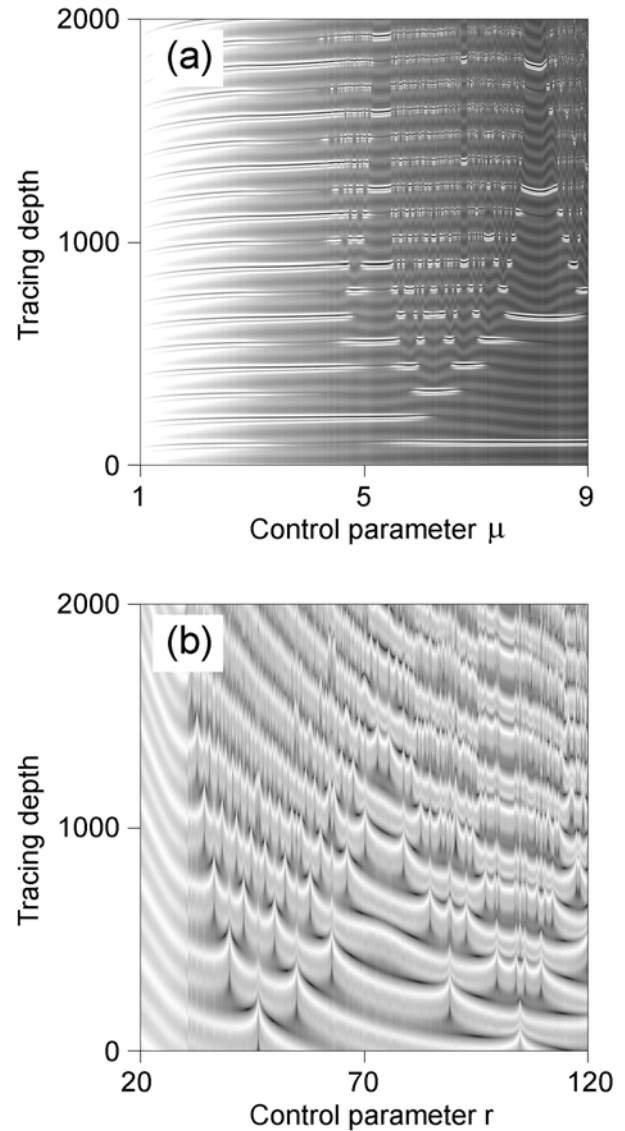 2000
(a)
Tracing depth
1000
0
1
5
9
Control parameter μ
2000
(b)
Tracing depth
1000
0
20
70
120
Control parameter r